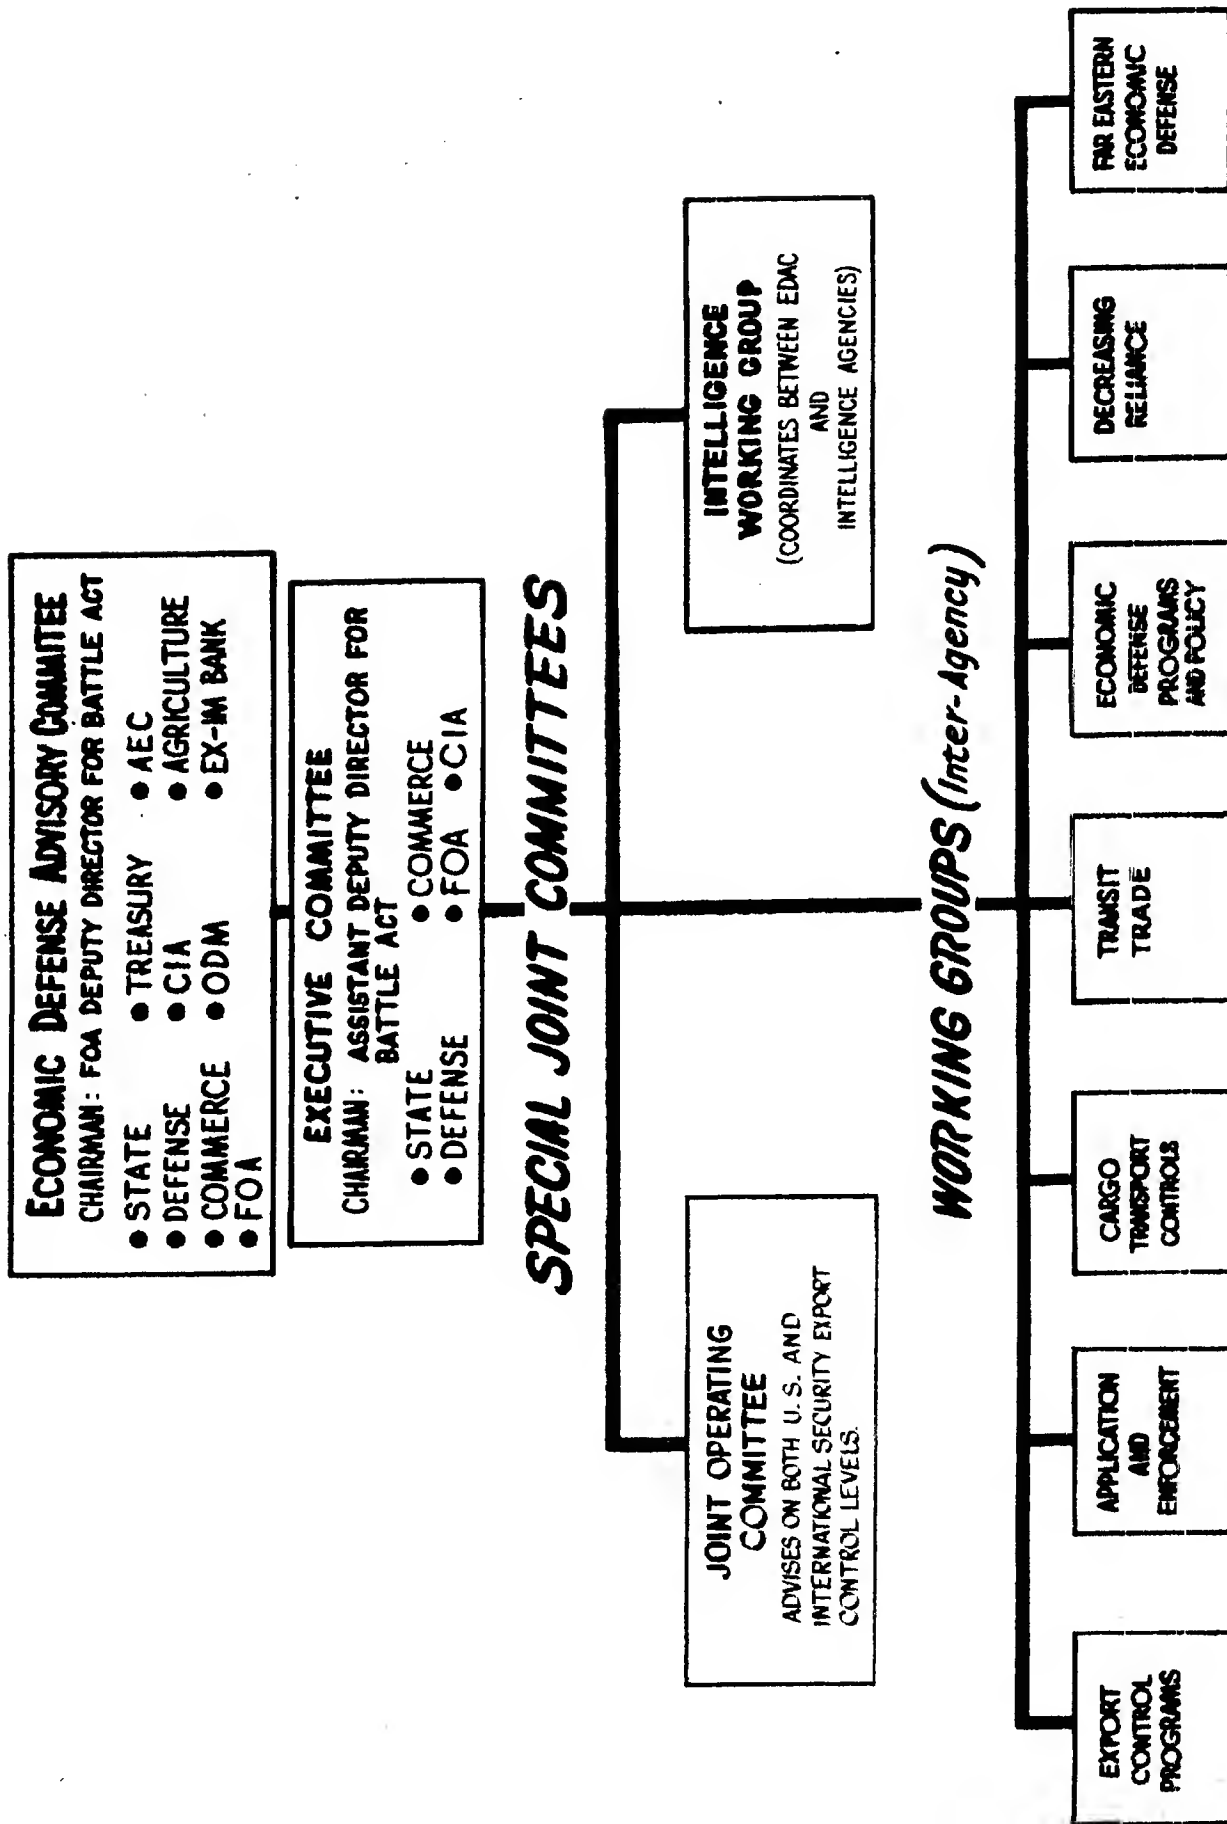 ECONOMIC DEFENSE ADVISORY COMMITTEE
CHAIRMAN: FOA DEPUTY DIRECTOR FOR BATTLE ACT
● STATE ● TREASURY ● AEC
● DEFENSE ● CIA ● AGRICULTURE
● COMMERCE ● ODM ● EX-IM BANK
● FOA
EXECUTIVE COMMITTEE
CHAIRMAN: ASSISTANT DEPUTY DIRECTOR FOR
BATTLE ACT
● STATE ● COMMERCE
● DEFENSE ● FOA ● CIA
SPECIAL JOINT COMMITTEES
JOINT OPERATING
COMMITTEE
ADVISES ON BOTH U.S. AND
INTERNATIONAL SECURITY EXPORT
CONTROL LEVELS.
INTELLIGENCE
WORKING GROUP
(COORDINATES BETWEEN EDAC
AND
INTELLIGENCE AGENCIES)
WORKING GROUPS (Inter-Agency)
EXPORT
CONTROL
PROGRAMS
APPLICATION
AND
ENFORCEMENT
CARGO
TRANSPORT
CONTROLS
TRANSIT
TRADE
ECONOMIC
DEFENSE
PROGRAMS
AND POLICY
DECREASING
RELIANCE
FAR EASTERN
ECONOMIC
DEFENSE